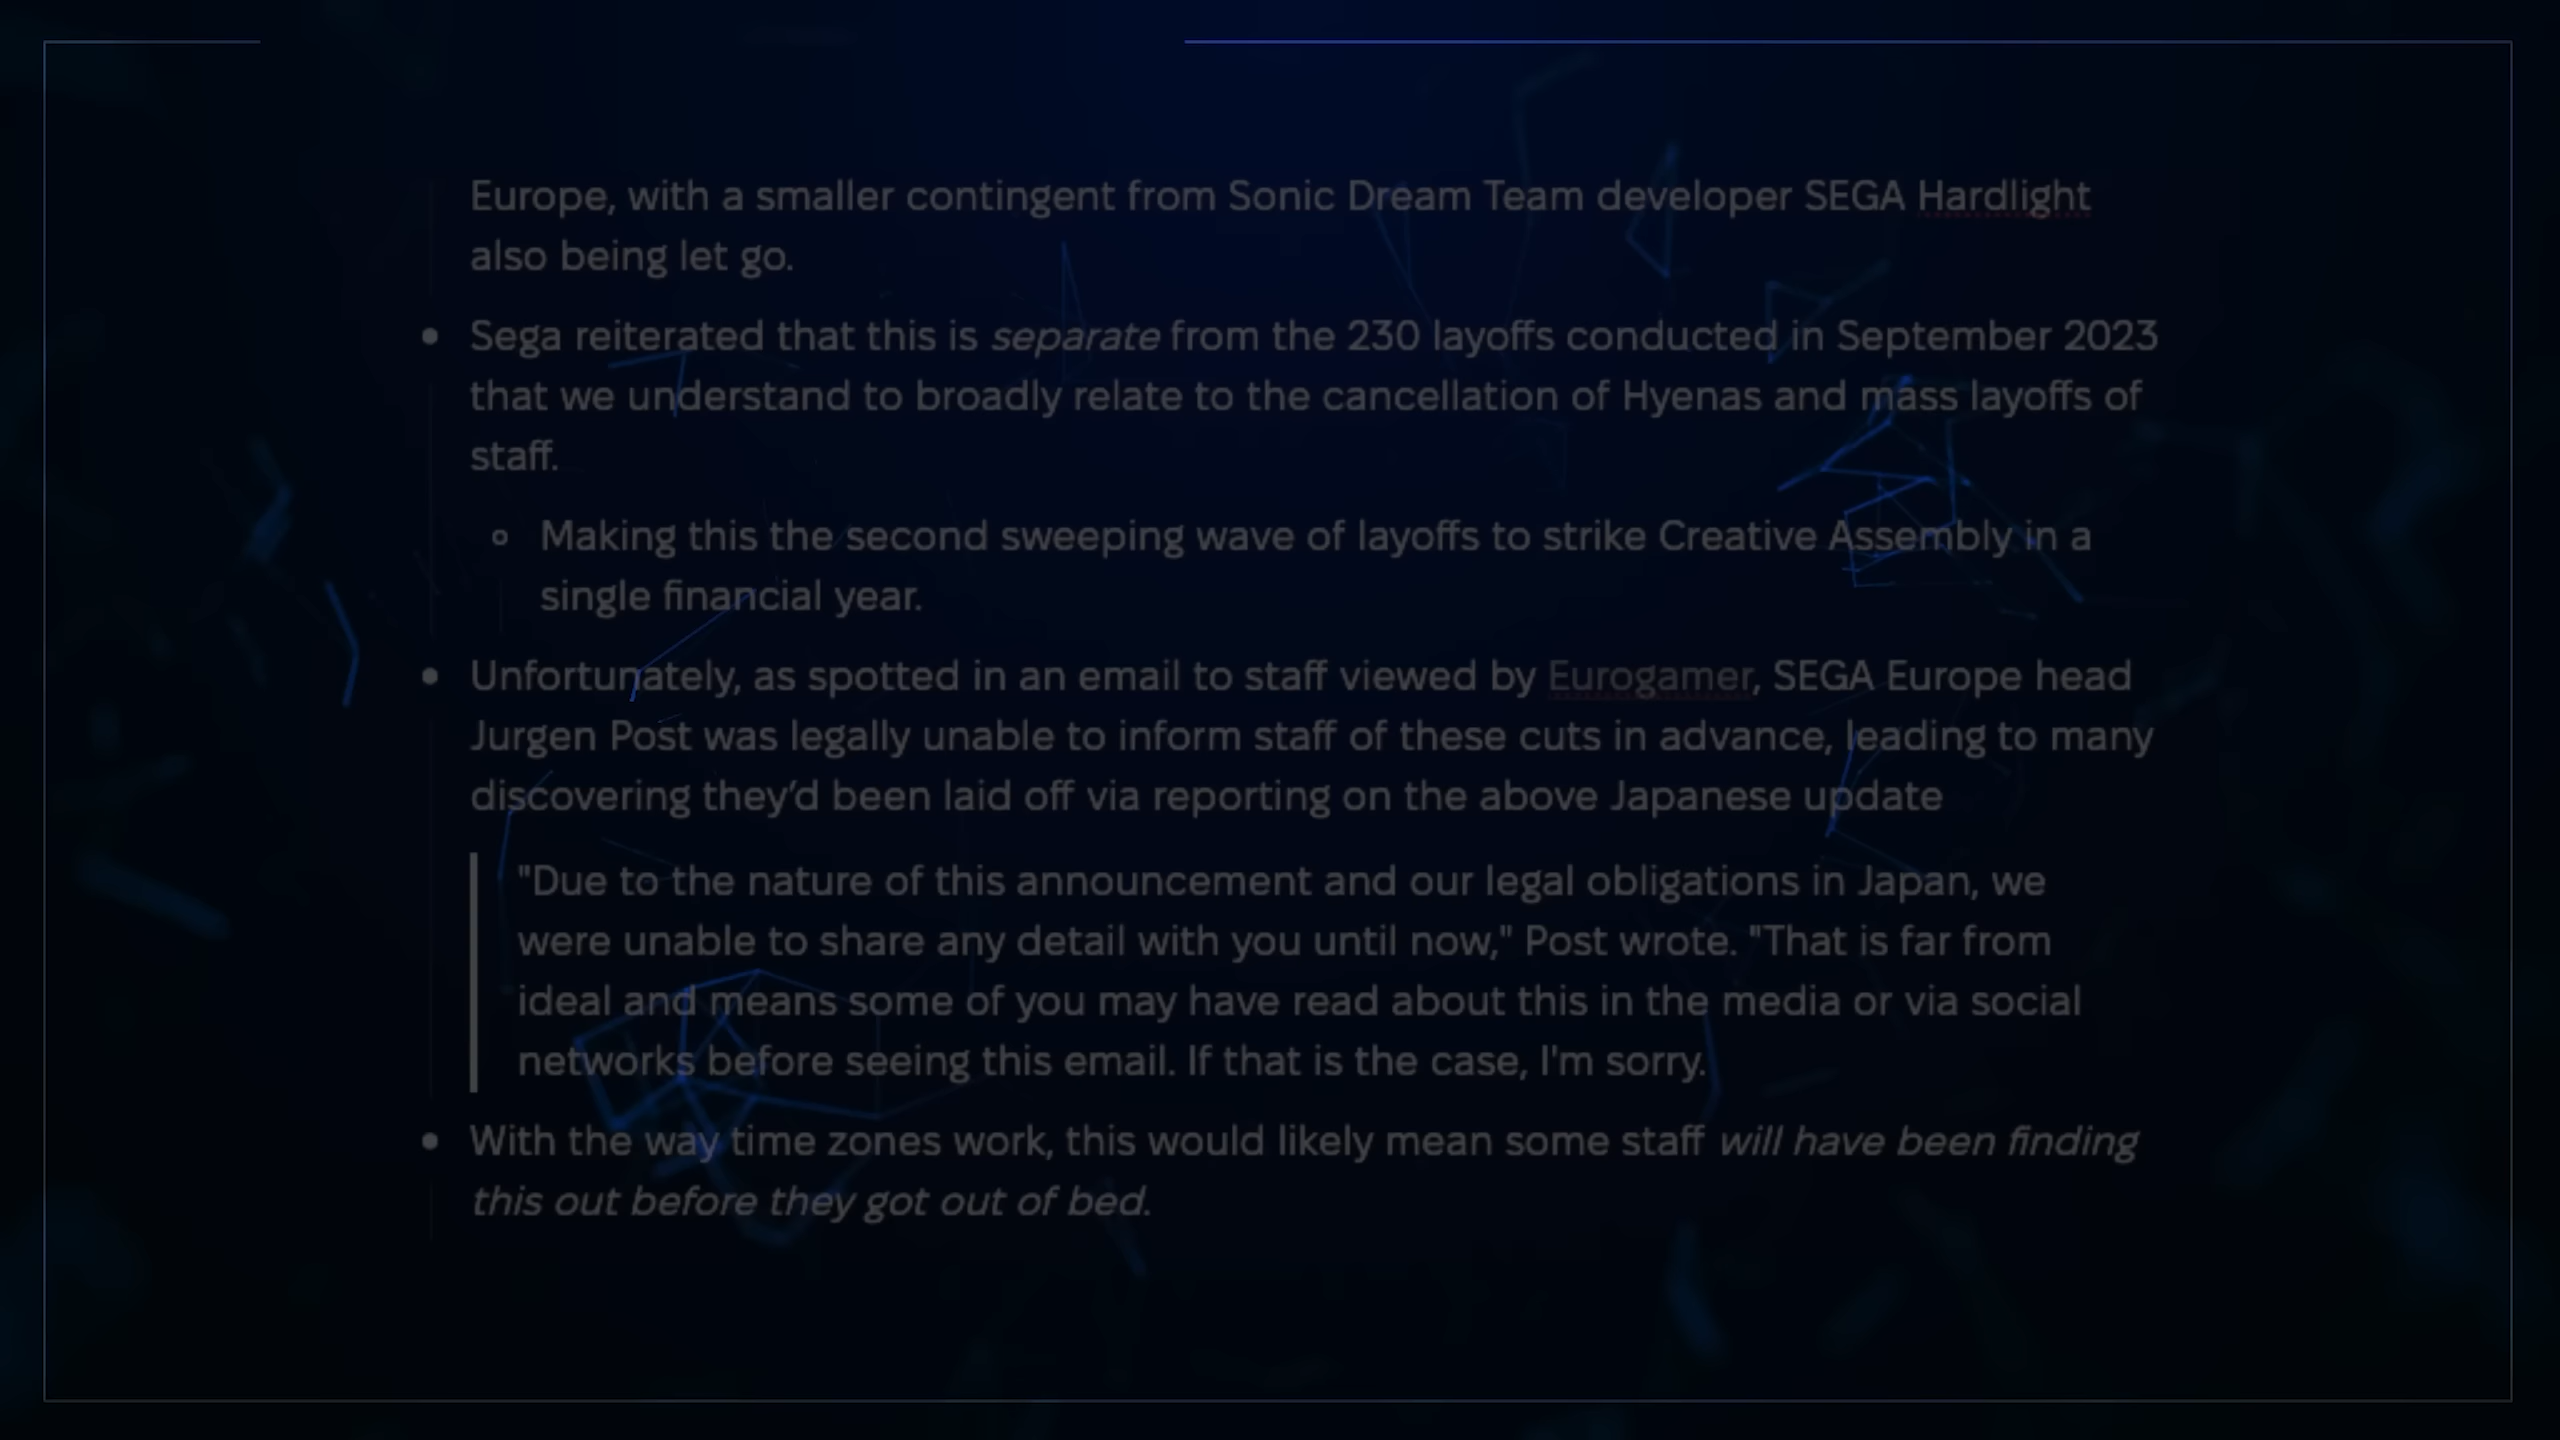 Europe, with a smaller contingent from Sonic Dream Team developer SEGA Hardlight
also being let go.
• Sega reiterated that this is separate from the 230 layoffs conducted in September 2023
that we understand to broadly relate to the cancellation of Hyenas and mass layoffs of
staff.
◦ Making this the second sweeping wave of layoffs to strike Creative Assembly in a
single financial year.
• Unfortunately, as spotted in an email to staff viewed by Eurogamer, SEGA Europe head
Jurgen Post was legally unable to inform staff of these cuts in advance, leading to many
discovering they’d been laid off via reporting on the above Japanese update
"Due to the nature of this announcement and our legal obligations in Japan, we
were unable to share any detail with you until now," Post wrote. "That is far from
ideal and means some of you may have read about this in the media or via social
networks before seeing this email. If that is the case, I'm sorry.
• With the way time zones work, this would likely mean some staff will have been finding
this out before they got out of bed.